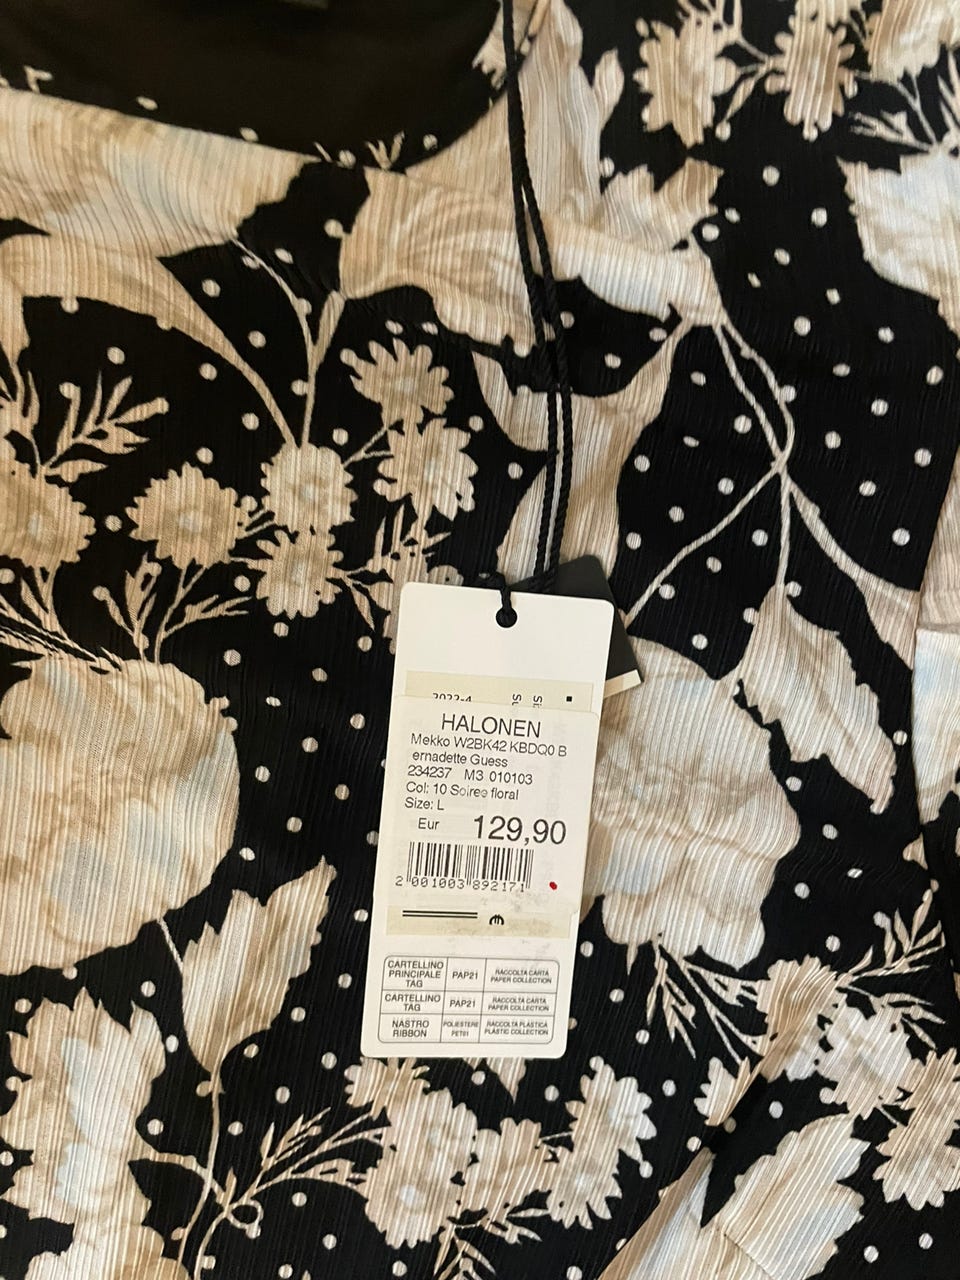 2022-4
HALONEN
Mekko W2BK42 KBDQ0 B
ernadette Guess
234237 M3 010103
Col: 10 Soiree floral
Size: L
Eur 129,90
2 001003 892171
CARTELLINO PRINCIPALE TAG PAP21 RACCOLTA CARTA PAPER COLLECTION
CARTELLINO TAG PAP21 RACCOLTA CARTA PAPER COLLECTION
NASTRO RIBBON POLIESTERE PET01 RACCOLTA PLASTICA PLASTIC COLLECTION